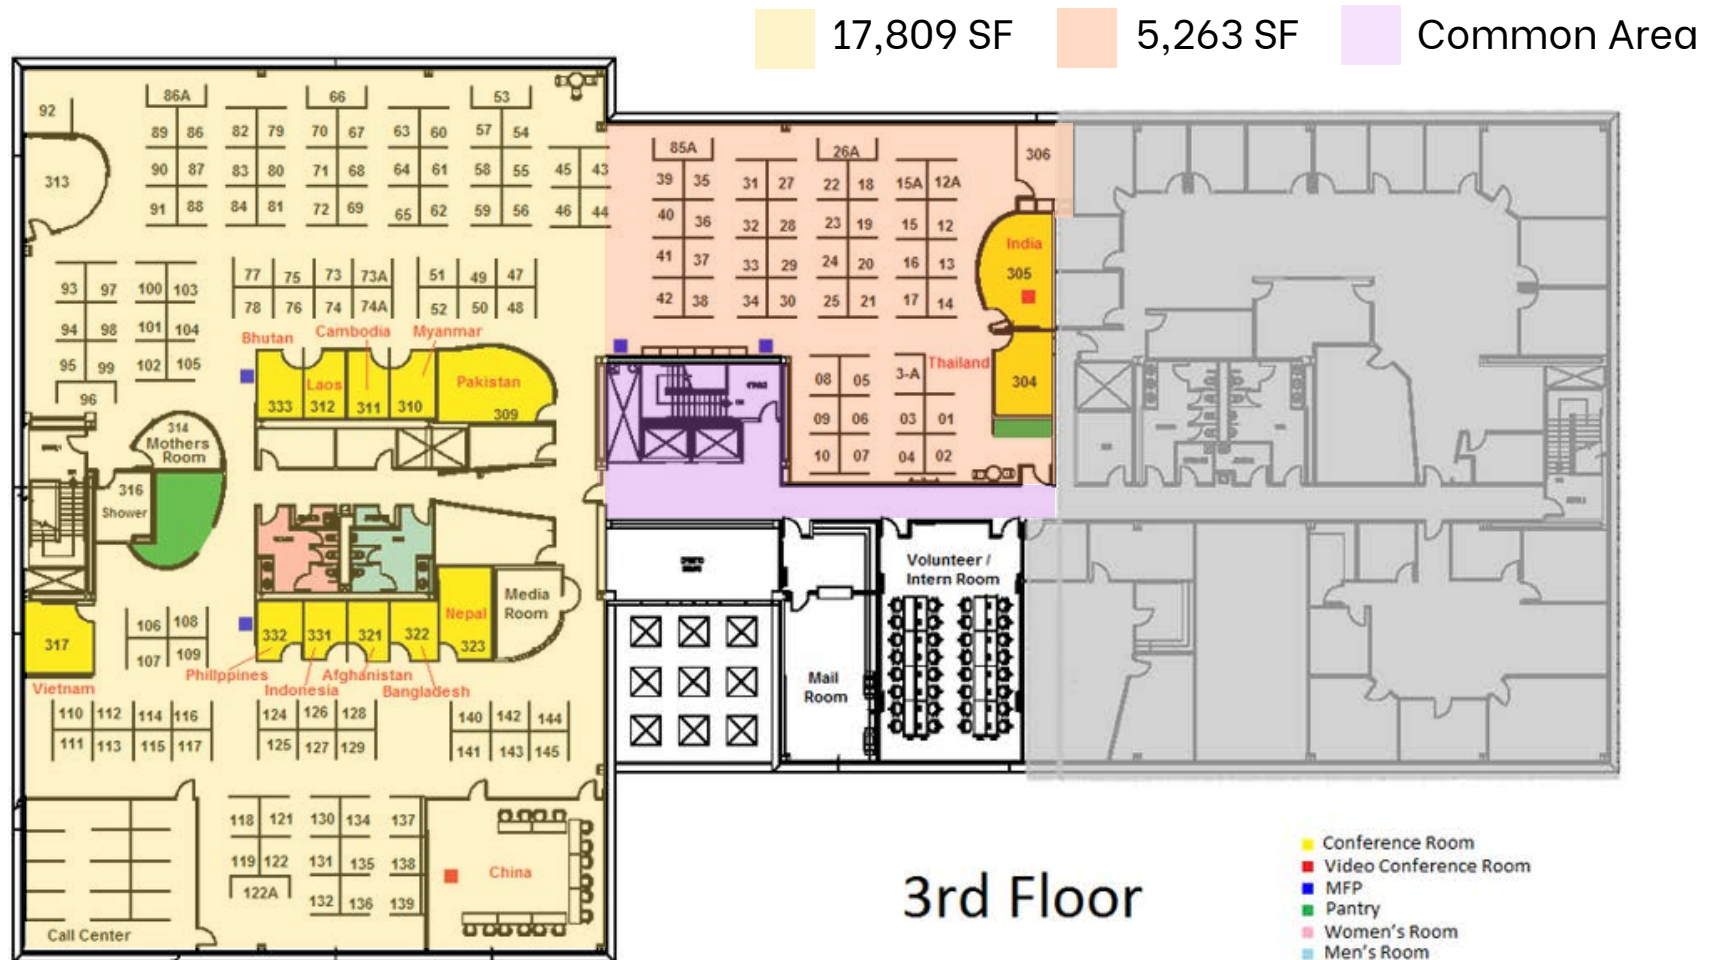 17,809 SF 5,263 SF Common Area
86A 66 53
92
89 86 82 79 70 67 63 60 57 54
90 87 83 80 71 68 64 61 58 55 45 43
313
91 88 84 81 72 69 65 62 59 56 46 44
85A 26A 306
39 35 31 27 22 18 15A 12A
40 36 32 28 23 19 15 12
41 37 33 29 24 20 16 13
42 38 34 30 25 21 17 14
India
305
77 75 73 73A 51 49 47
78 76 74 74A 52 50 48
93 97 100 103
94 98 101 104
95 99 102 105
96
Bhutan Cambodia Myanmar
Laos Pakistan
333 312 311 310 309
Thailand
304
08 05 3-A
09 06 03 01
10 07 04 02
314
Mothers
Room
316
Shower
Volunteer /
Intern Room
Nepal
323
Media
Room
332 331 321 322
317
106 108
107 109
Vietnam
Philppines Afghanistan
Indonesia Bangladesh
Mail
Room
110 112 114 116 124 126 128 140 142 144
111 113 115 117 125 127 129 141 143 145
118 121 130 134 137
119 122 131 135 138
122A 132 136 139
China
Call Center
3rd Floor
Conference Room
Video Conference Room
MFP
Pantry
Women's Room
Men's Room